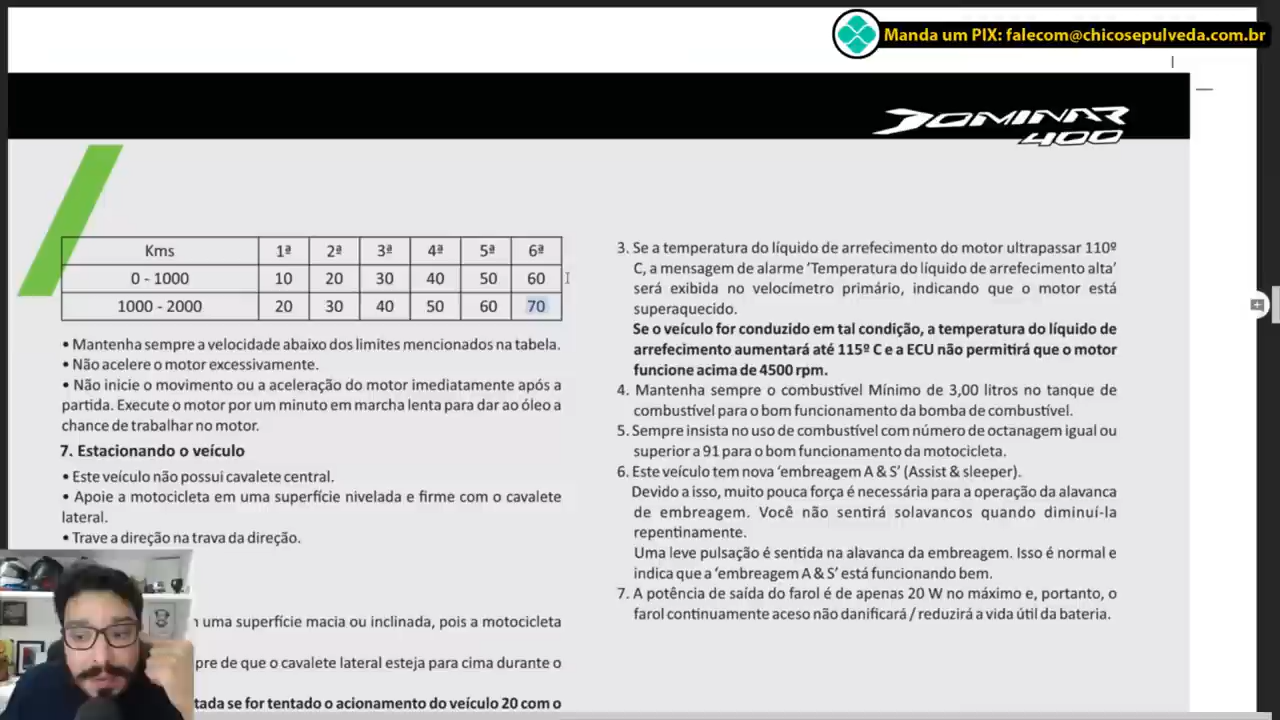 Manda um PIX: falecom@chicosepulveda.com.br
DOMINAR
400
Kms 1ª 2ª 3ª 4ª 5ª 6ª
0 - 1000 10 20 30 40 50 60
1000 - 2000 20 30 40 50 60 70
• Mantenha sempre a velocidade abaixo dos limites mencionados na tabela.
• Não acelere o motor excessivamente.
• Não inicie o movimento ou a aceleração do motor imediatamente após a
partida. Execute o motor por um minuto em marcha lenta para dar ao óleo a
chance de trabalhar no motor.
7. Estacionando o veículo
• Este veículo não possui cavalete central.
• Apoie a motocicleta em uma superfície nivelada e firme com o cavalete
lateral.
• Trave a direção na trava da direção.
uma superfície macia ou inclinada, pois a motocicleta
pre de que o cavalete lateral esteja para cima durante o
tada se for tentado o acionamento do veículo 20 com o
3. Se a temperatura do líquido de arrefecimento do motor ultrapassar 110º
C, a mensagem de alarme 'Temperatura do líquido de arrefecimento alta'
será exibida no velocímetro primário, indicando que o motor está
superaquecido.
Se o veículo for conduzido em tal condição, a temperatura do líquido de
arrefecimento aumentará até 115º C e a ECU não permitirá que o motor
funcione acima de 4500 rpm.
4. Mantenha sempre o combustível Mínimo de 3,00 litros no tanque de
combustível para o bom funcionamento da bomba de combustível.
5. Sempre insista no uso de combustível com número de octanagem igual ou
superior a 91 para o bom funcionamento da motocicleta.
6. Este veículo tem nova 'embreagem A & S' (Assist & sleeper).
Devido a isso, muito pouca força é necessária para a operação da alavanca
de embreagem. Você não sentirá solavancos quando diminuí-la
repentinamente.
Uma leve pulsação é sentida na alavanca da embreagem. Isso é normal e
indica que a 'embreagem A & S' está funcionando bem.
7. A potência de saída do farol é de apenas 20 W no máximo e, portanto, o
farol continuamente aceso não danificará / reduzirá a vida útil da bateria.